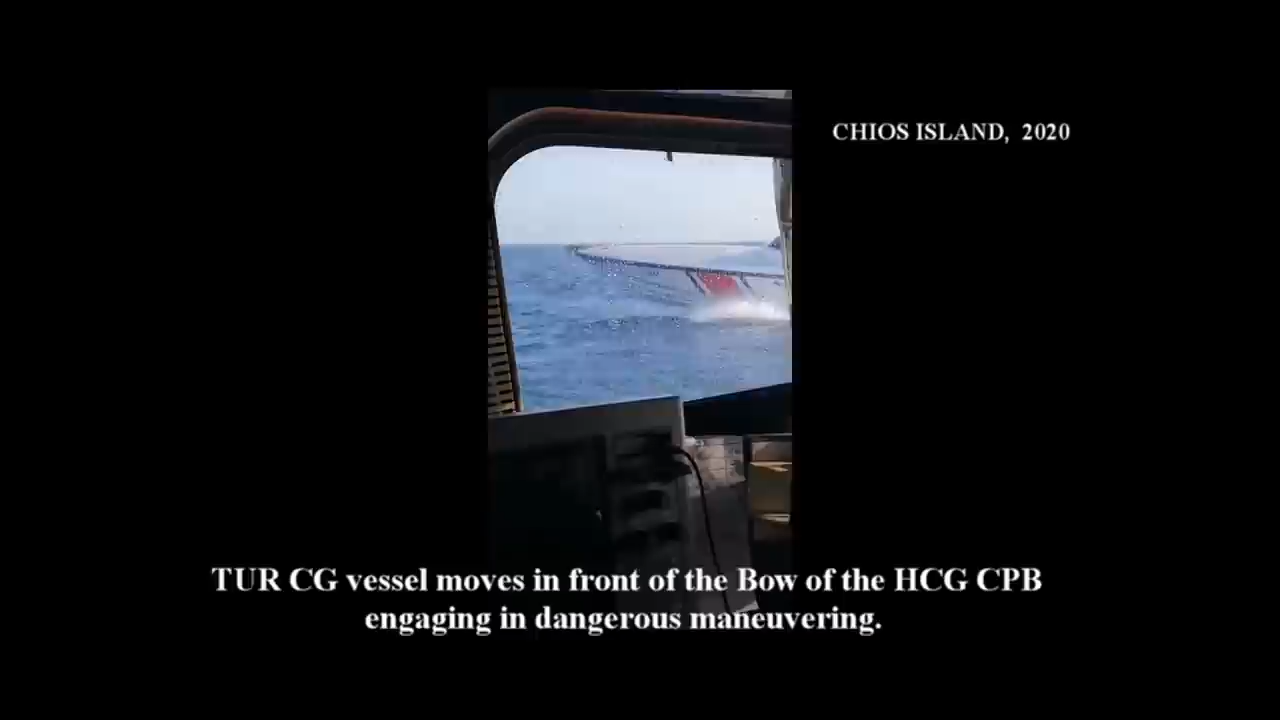 CHIOS ISLAND, 2020
TUR CG vessel moves in front of the Bow of the HCG CPB
engaging in dangerous maneuvering.